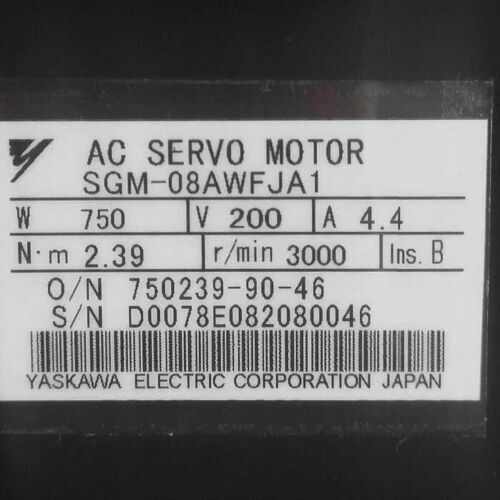 AC SERVO MOTOR
SGM-08AWFJA1
W 750 V 200 A 4.4
N·m 2.39 r/min 3000 Ins. B
O/N 750239-90-46
S/N D0078E082080046
YASKAWA ELECTRIC CORPORATION JAPAN